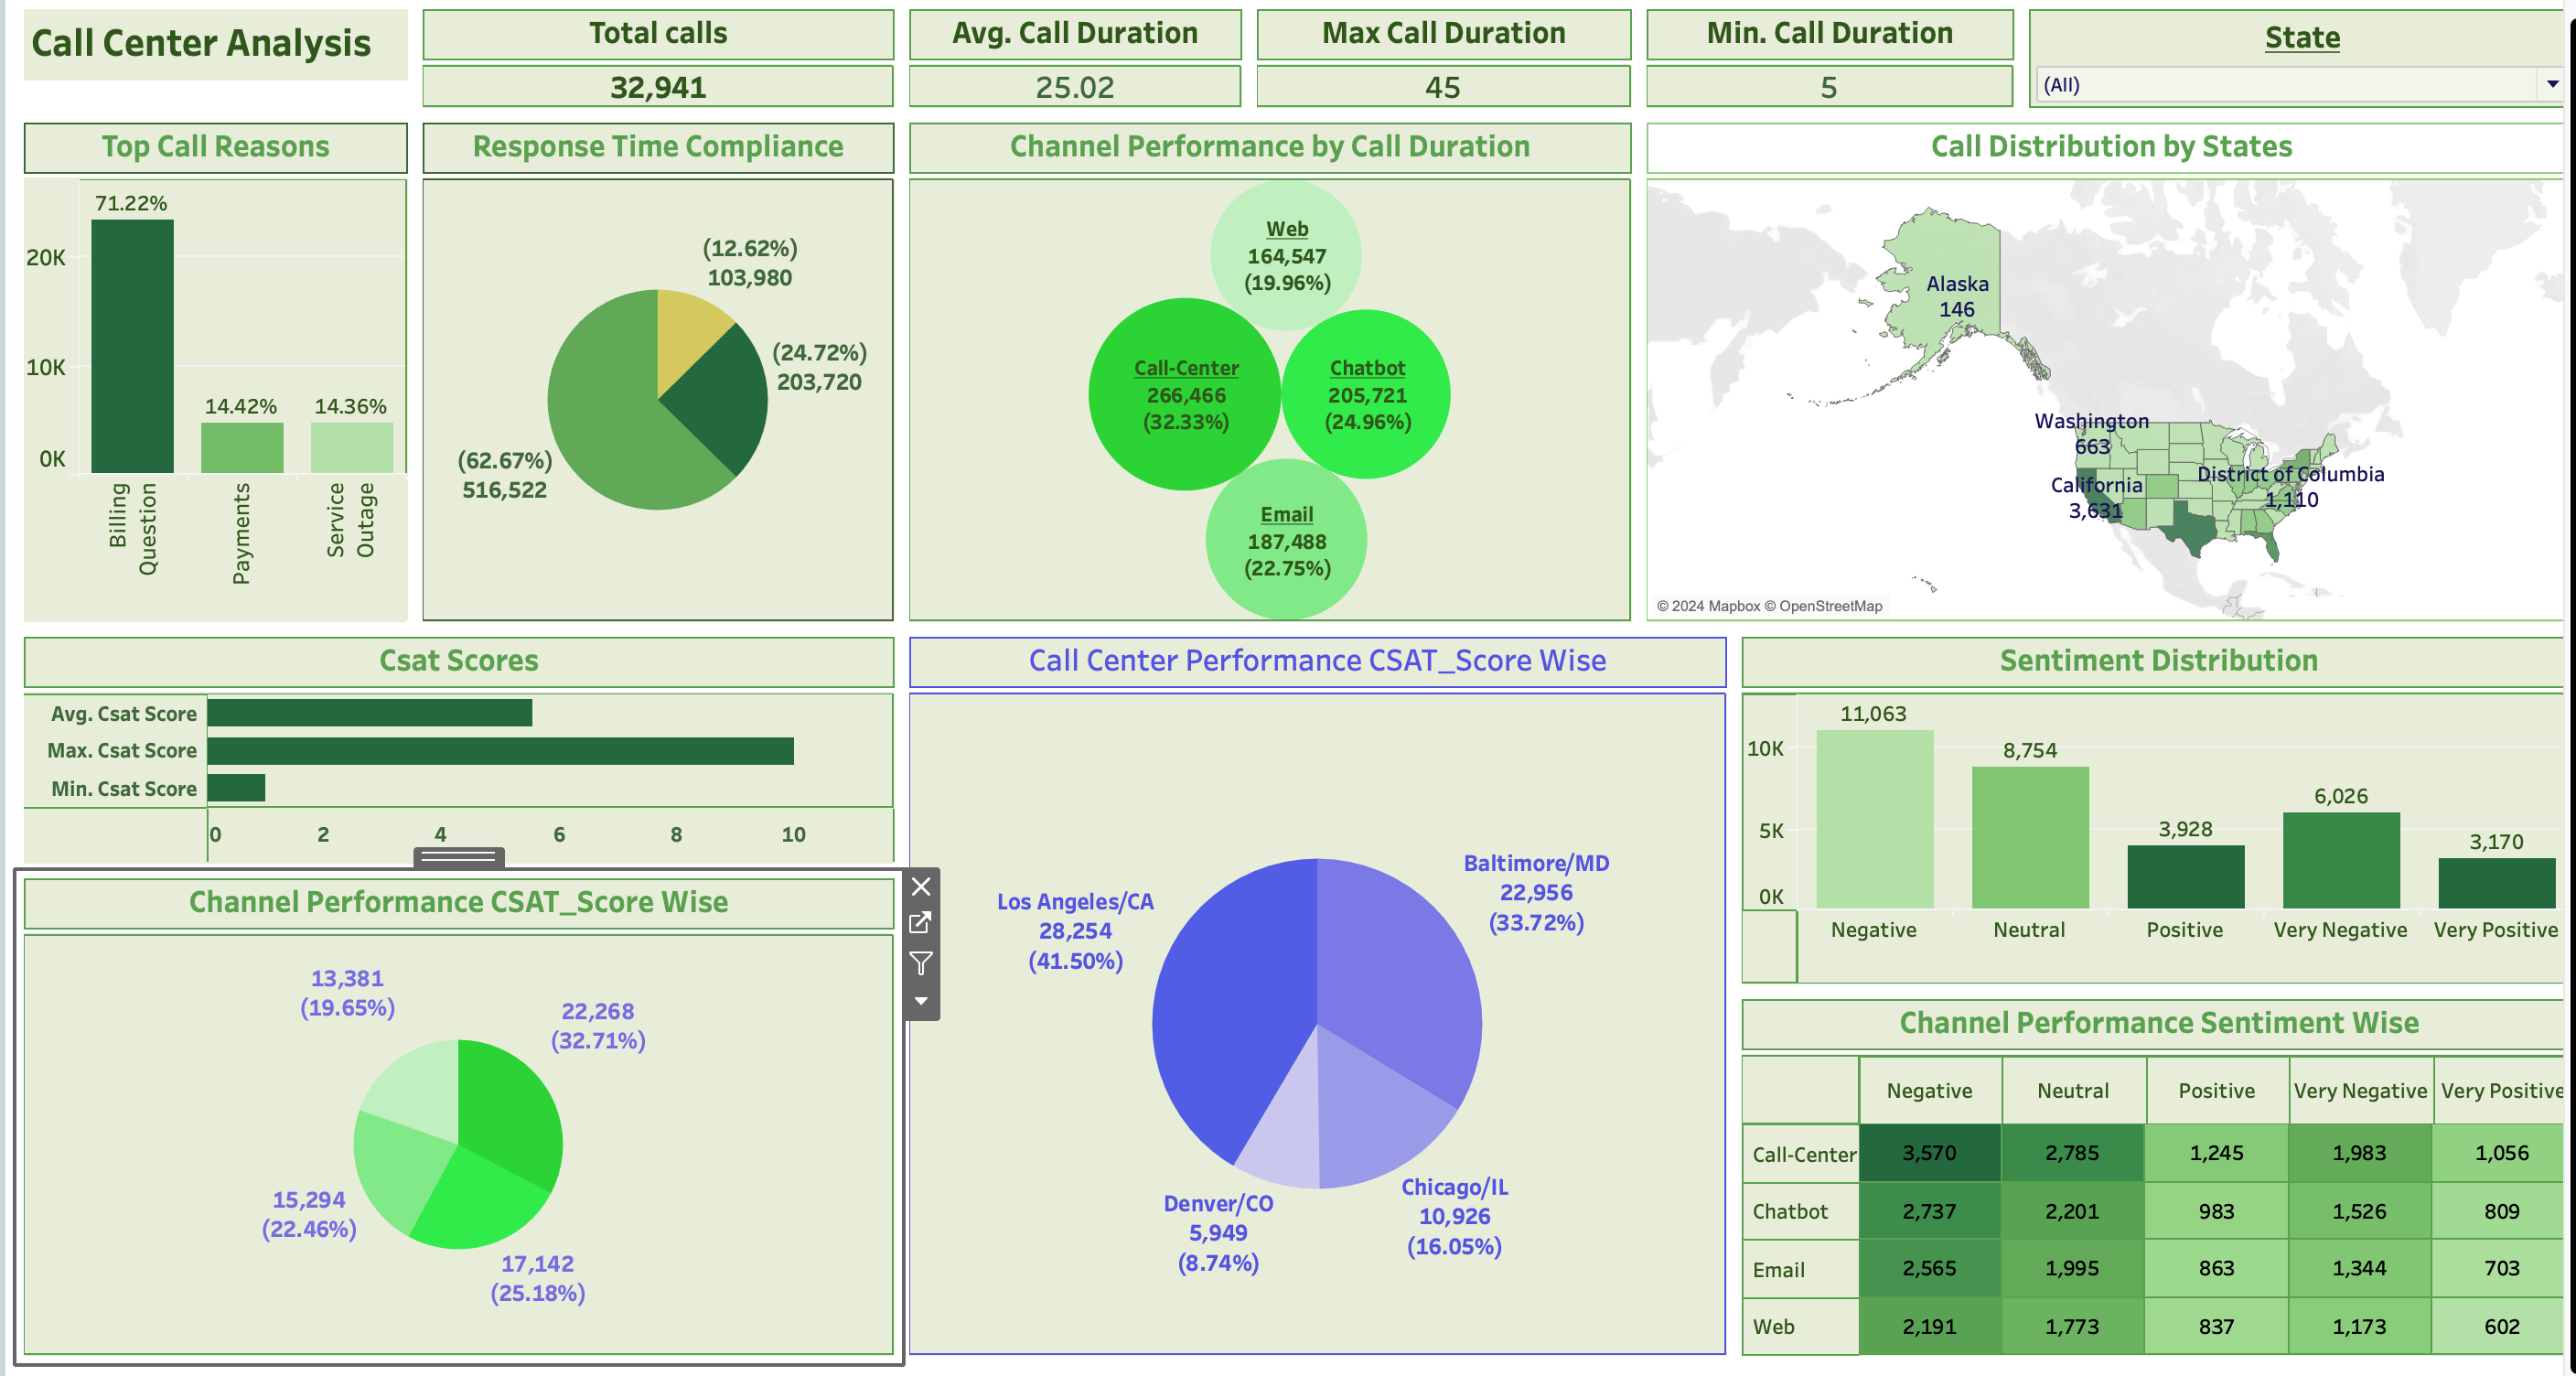 Call Center Analysis
Total calls
32,941
Avg. Call Duration
25.02
Max Call Duration
45
Min. Call Duration
5
State
(All)
Top Call Reasons
71.22%
14.42%
14.36%
20K
10K
0K
Billing
Question
Payments
Service
Outage
Response Time Compliance
(12.62%)
103,980
(24.72%)
203,720
(62.67%)
516,522
Channel Performance by Call Duration
Web
164,547
(19.96%)
Call-Center
266,466
(32.33%)
Chatbot
205,721
(24.96%)
Email
187,488
(22.75%)
Call Distribution by States
Alaska
146
Washington
663
California
3,631
District of Columbia
1,110
© 2024 Mapbox © OpenStreetMap
Csat Scores
Avg. Csat Score
Max. Csat Score
Min. Csat Score
0 2 4 6 8 10
Channel Performance CSAT_Score Wise
13,381
(19.65%)
22,268
(32.71%)
15,294
(22.46%)
17,142
(25.18%)
Call Center Performance CSAT_Score Wise
Los Angeles/CA
28,254
(41.50%)
Baltimore/MD
22,956
(33.72%)
Denver/CO
5,949
(8.74%)
Chicago/IL
10,926
(16.05%)
Sentiment Distribution
10K
5K
0K
11,063
8,754
3,928
6,026
3,170
Negative Neutral Positive Very Negative Very Positive
Channel Performance Sentiment Wise
Negative Neutral Positive Very Negative Very Positive
Call-Center 3,570 2,785 1,245 1,983 1,056
Chatbot 2,737 2,201 983 1,526 809
Email 2,565 1,995 863 1,344 703
Web 2,191 1,773 837 1,173 602